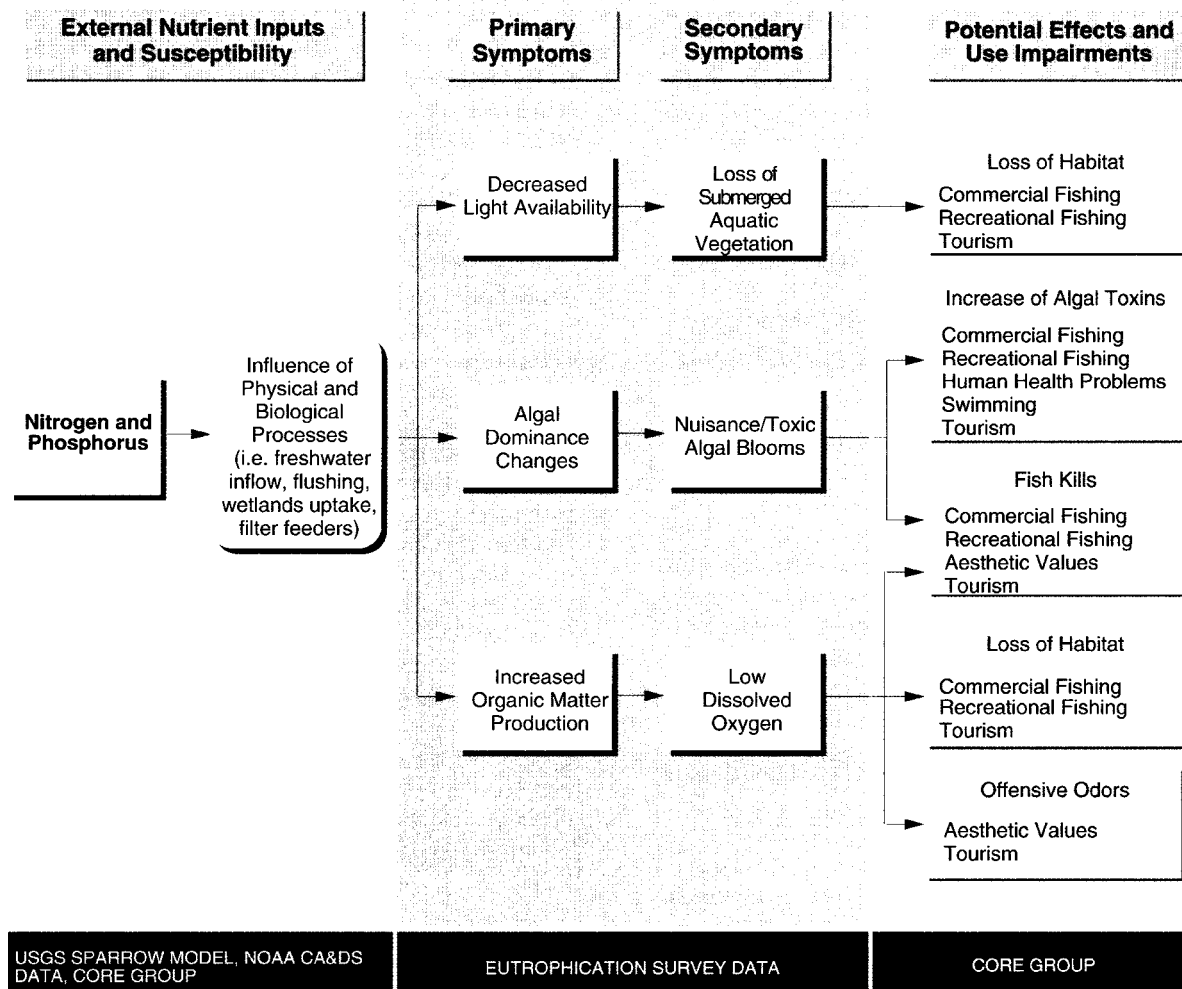 External Nutrient Inputs
and Susceptibility
Primary
Symptoms
Secondary
Symptoms
Potential Effects and
Use Impairments
Nitrogen and
Phosphorus
Influence of
Physical and
Biological
Processes
(i.e. freshwater
inflow, flushing,
wetlands uptake,
filter feeders)
Decreased
Light Availability
Loss of
Submerged
Aquatic
Vegetation
Loss of Habitat
Commercial Fishing
Recreational Fishing
Tourism
Algal
Dominance
Changes
Nuisance/Toxic
Algal Blooms
Increase of Algal Toxins
Commercial Fishing
Recreational Fishing
Human Health Problems
Swimming
Tourism
Fish Kills
Commercial Fishing
Recreational Fishing
Aesthetic Values
Tourism
Increased
Organic Matter
Production
Low
Dissolved
Oxygen
Loss of Habitat
Commercial Fishing
Recreational Fishing
Tourism
Offensive Odors
Aesthetic Values
Tourism
USGS SPARROW MODEL, NOAA CA&DS
DATA, CORE GROUP
EUTROPHICATION SURVEY DATA
CORE GROUP